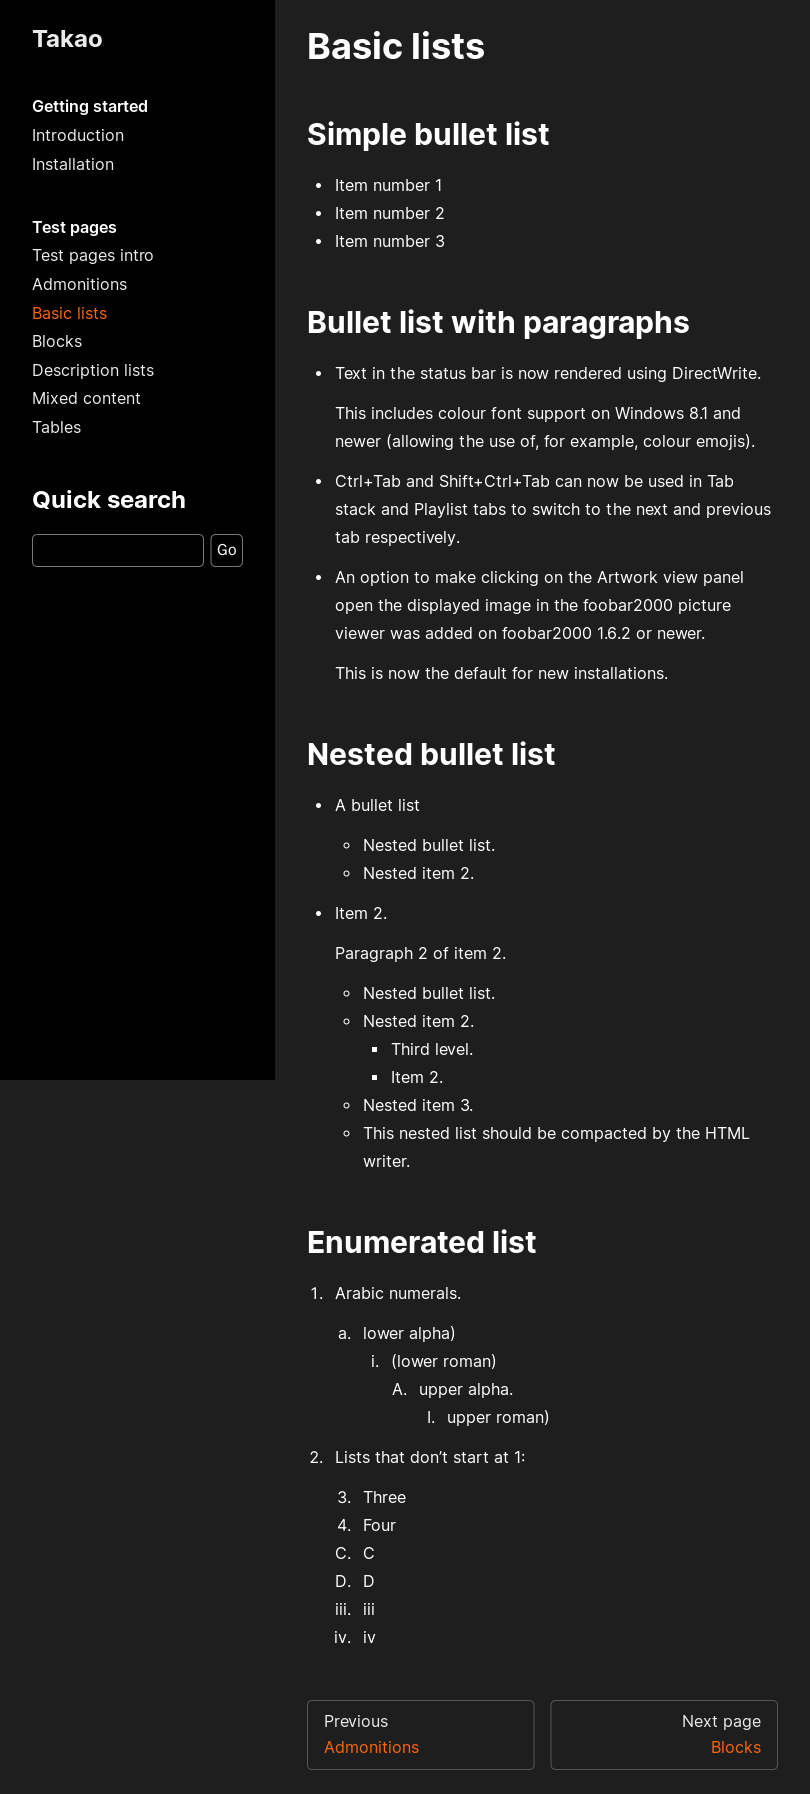 Takao
Getting started
Introduction
Installation
Test pages
Test pages intro
Admonitions
Basic lists
Blocks
Description lists
Mixed content
Tables
Quick search
Go
Basic lists
Simple bullet list
• Item number 1
• Item number 2
• Item number 3
Bullet list with paragraphs
• Text in the status bar is now rendered using DirectWrite.
This includes colour font support on Windows 8.1 and
newer (allowing the use of, for example, colour emojis).
• Ctrl+Tab and Shift+Ctrl+Tab can now be used in Tab
stack and Playlist tabs to switch to the next and previous
tab respectively.
• An option to make clicking on the Artwork view panel
open the displayed image in the foobar2000 picture
viewer was added on foobar2000 1.6.2 or newer.
This is now the default for new installations.
Nested bullet list
• A bullet list
◦ Nested bullet list.
◦ Nested item 2.
• Item 2.
Paragraph 2 of item 2.
◦ Nested bullet list.
◦ Nested item 2.
▪ Third level.
▪ Item 2.
◦ Nested item 3.
◦ This nested list should be compacted by the HTML
writer.
Enumerated list
1. Arabic numerals.
a. lower alpha)
i. (lower roman)
A. upper alpha.
I. upper roman)
2. Lists that don’t start at 1:
3. Three
4. Four
C. C
D. D
iii. iii
iv. iv
Previous
Admonitions
Next page
Blocks